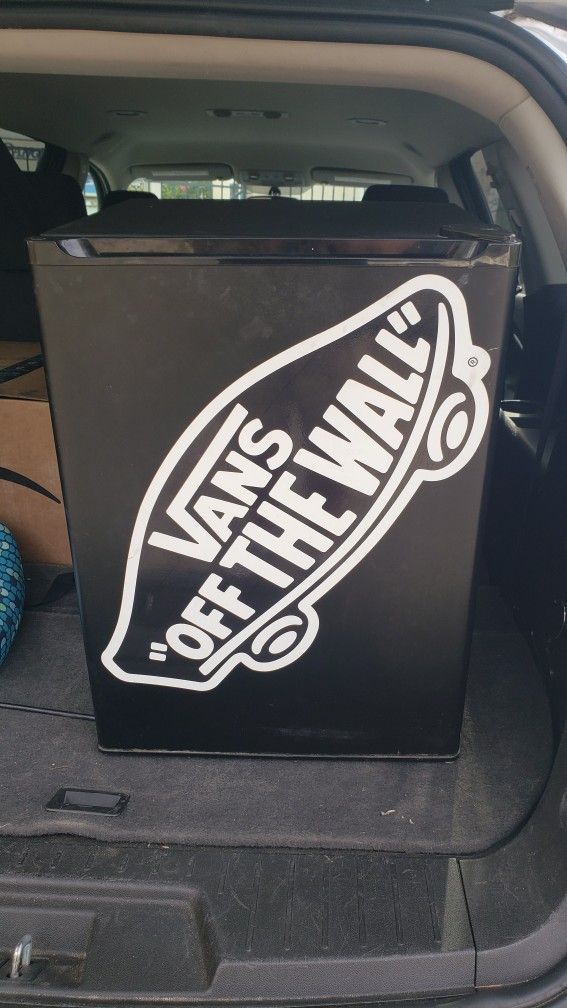 VANS
"OFF THE WALL"
®